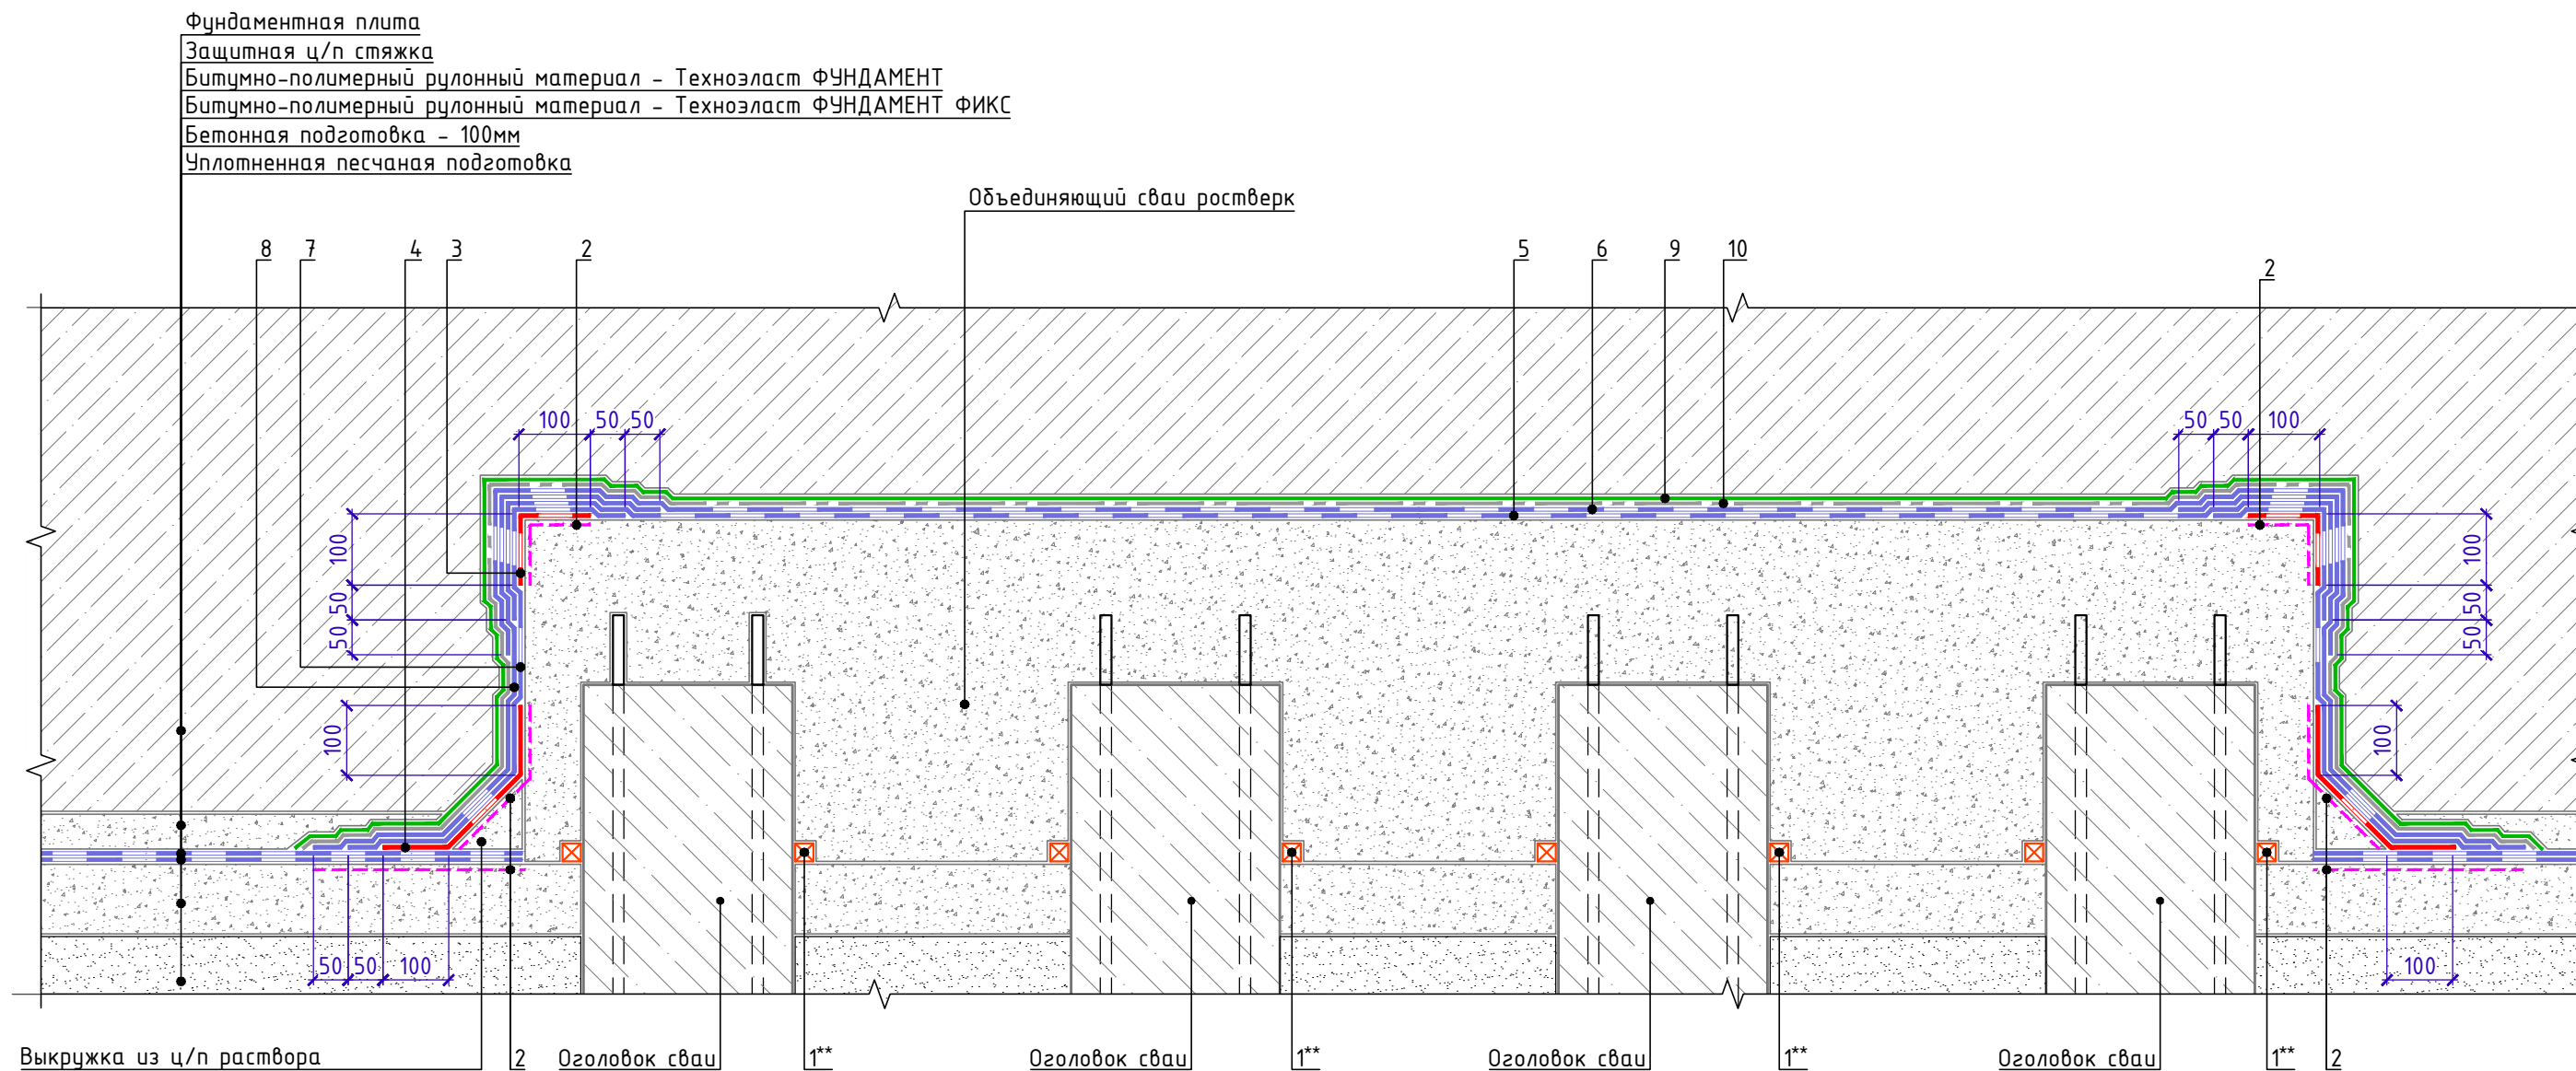 Фундаментная плита
Защитная ц/п стяжка
Битумно-полимерный рулонный материал - Техноэласт ФУНДАМЕНТ
Битумно-полимерный рулонный материал - Техноэласт ФУНДАМЕНТ ФИКС
Бетонная подготовка - 100мм
Уплотненная песчаная подготовка
Объединяющий сваи ростверк
8 7 4 3 2 5 6 9 10 2
100 50 50 50 50 100
100 50 50 100
100 50 50 100
50 50 100 100
Выкружка из ц/п раствора 2 Оголовок сваи 1** Оголовок сваи 1** Оголовок сваи 1** Оголовок сваи 1** 2